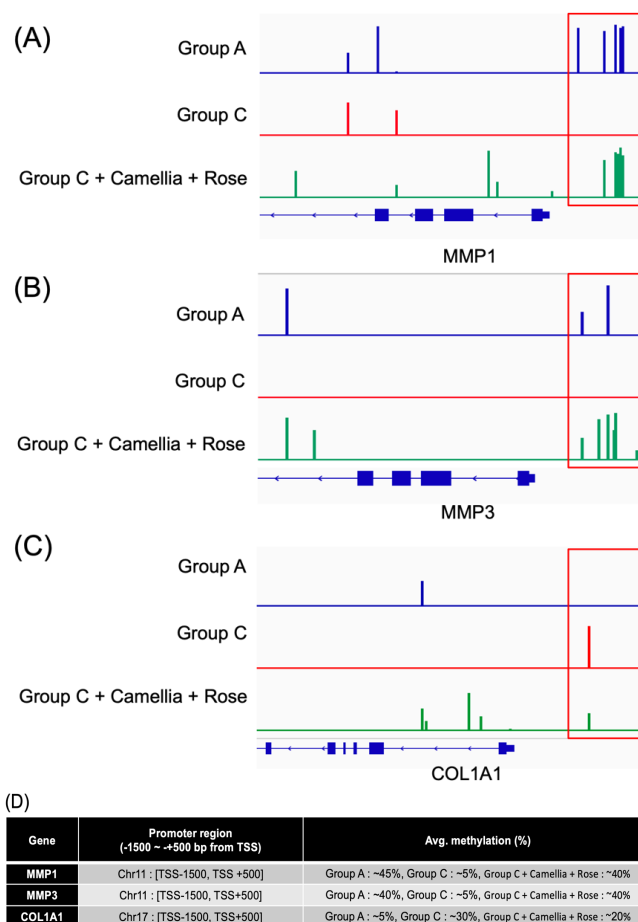 (A)
Group A
Group C
Group C + Camellia + Rose
MMP1
(B)
Group A
Group C
Group C + Camellia + Rose
MMP3
(C)
Group A
Group C
Group C + Camellia + Rose
COL1A1
(D)
Gene Promoter region Avg. methylation (%)
(-1500 ~ -+500 bp from TSS)
MMP1 Chr11 : [TSS-1500, TSS +500] Group A : ~45%, Group C : ~5%, Group C + Camellia + Rose : ~40%
MMP3 Chr11 : [TSS-1500, TSS+500] Group A : ~40%, Group C : ~5%, Group C + Camellia + Rose : ~40%
COL1A1 Chr17 : [TSS-1500, TSS+500] Group A : ~5%, Group C : ~30%, Group C + Camellia + Rose : ~20%